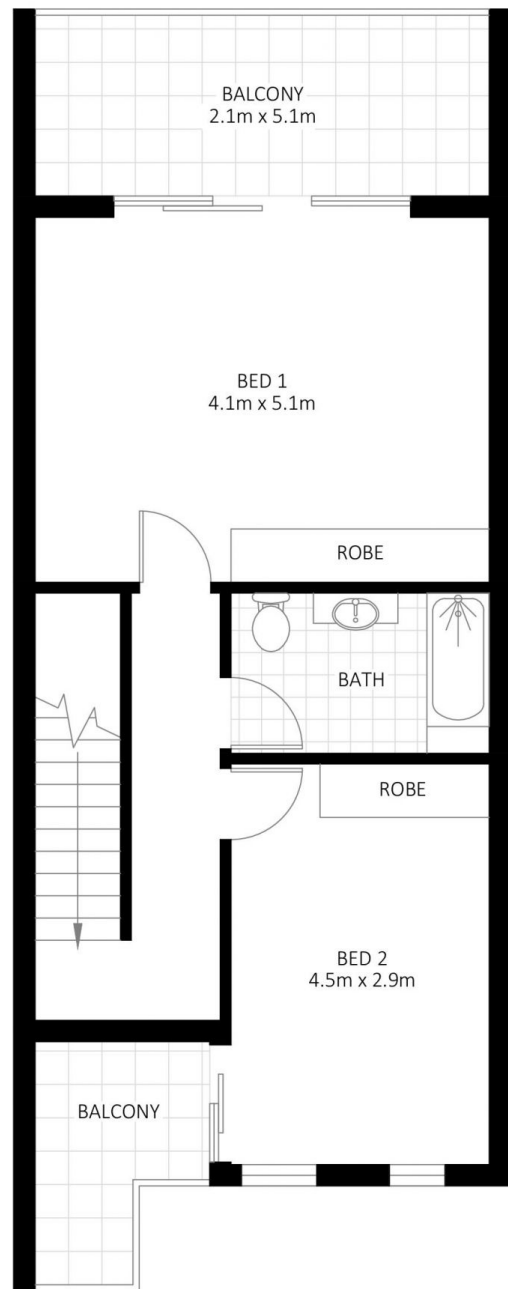 BALCONY
2.1m x 5.1m
BED 1
4.1m x 5.1m
ROBE
BATH
ROBE
BED 2
4.5m x 2.9m
BALCONY